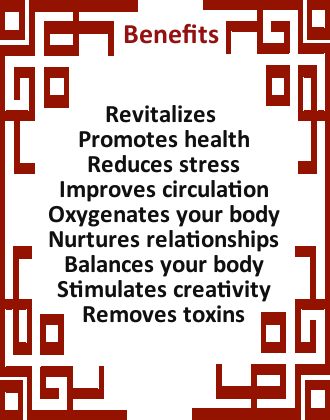 Benefits
Revitalizes
Promotes health
Reduces stress
Improves circulation
Oxygenates your body
Nurtures relationships
Balances your body
Stimulates creativity
Removes toxins